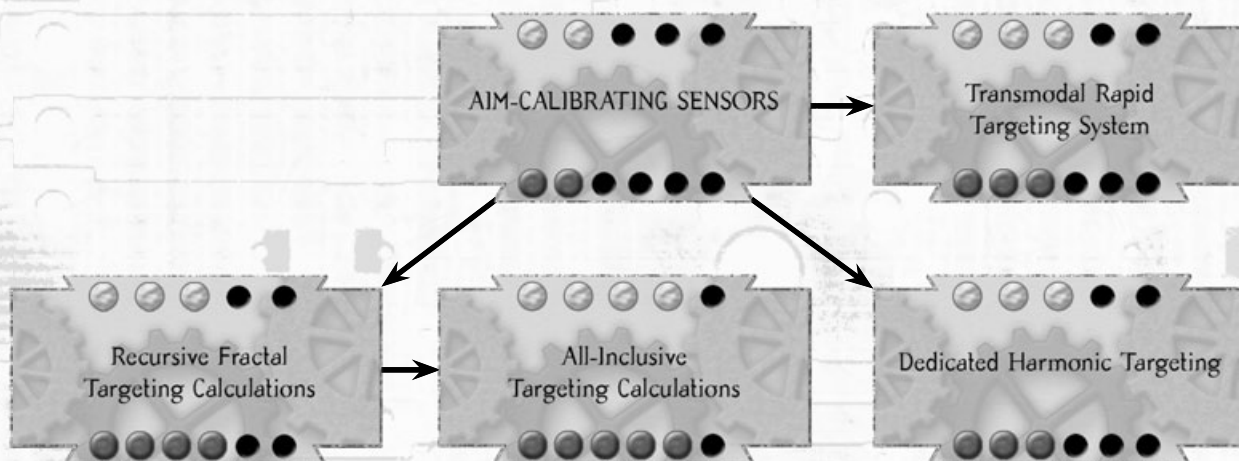 AIM-CALIBRATING SENSORS
Transmodal Rapid
Targeting System
Recursive Fractal
Targeting Calculations
All-Inclusive
Targeting Calculations
Dedicated Harmonic Targeting